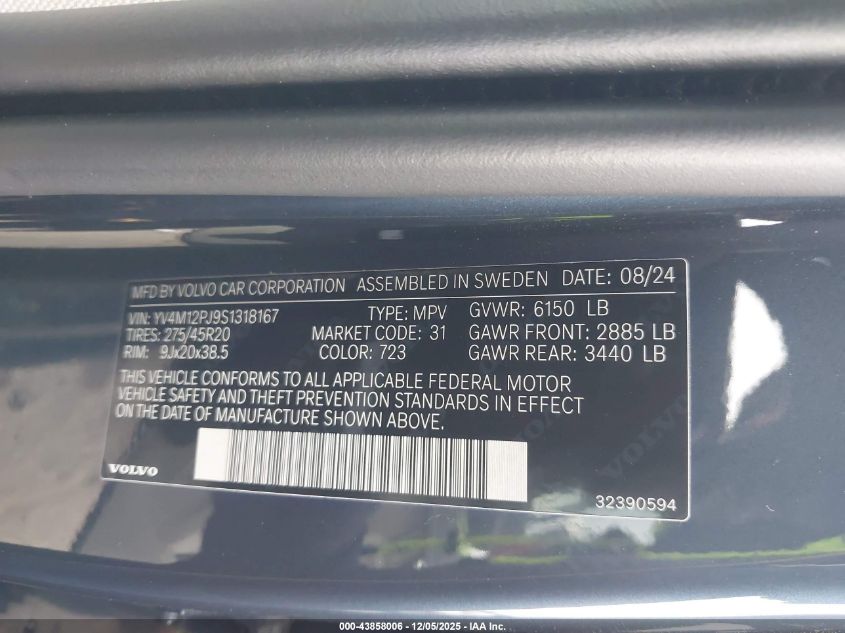 MFD BY VOLVO CAR CORPORATION ASSEMBLED IN SWEDEN DATE: 08/24
VIN: YV4M12PJ9S1318167 TYPE: MPV GVWR: 6150 LB
TIRES: 275/45R20 MARKET CODE: 31 GAWR FRONT: 2885 LB
RIM: 9Jx20x38.5 COLOR: 723 GAWR REAR: 3440 LB
THIS VEHICLE CONFORMS TO ALL APPLICABLE FEDERAL MOTOR
VEHICLE SAFETY AND THEFT PREVENTION STANDARDS IN EFFECT
ON THE DATE OF MANUFACTURE SHOWN ABOVE.
VOLVO
VOLVO
32390594
000-43858006 - 12/05/2025 - IAA Inc.